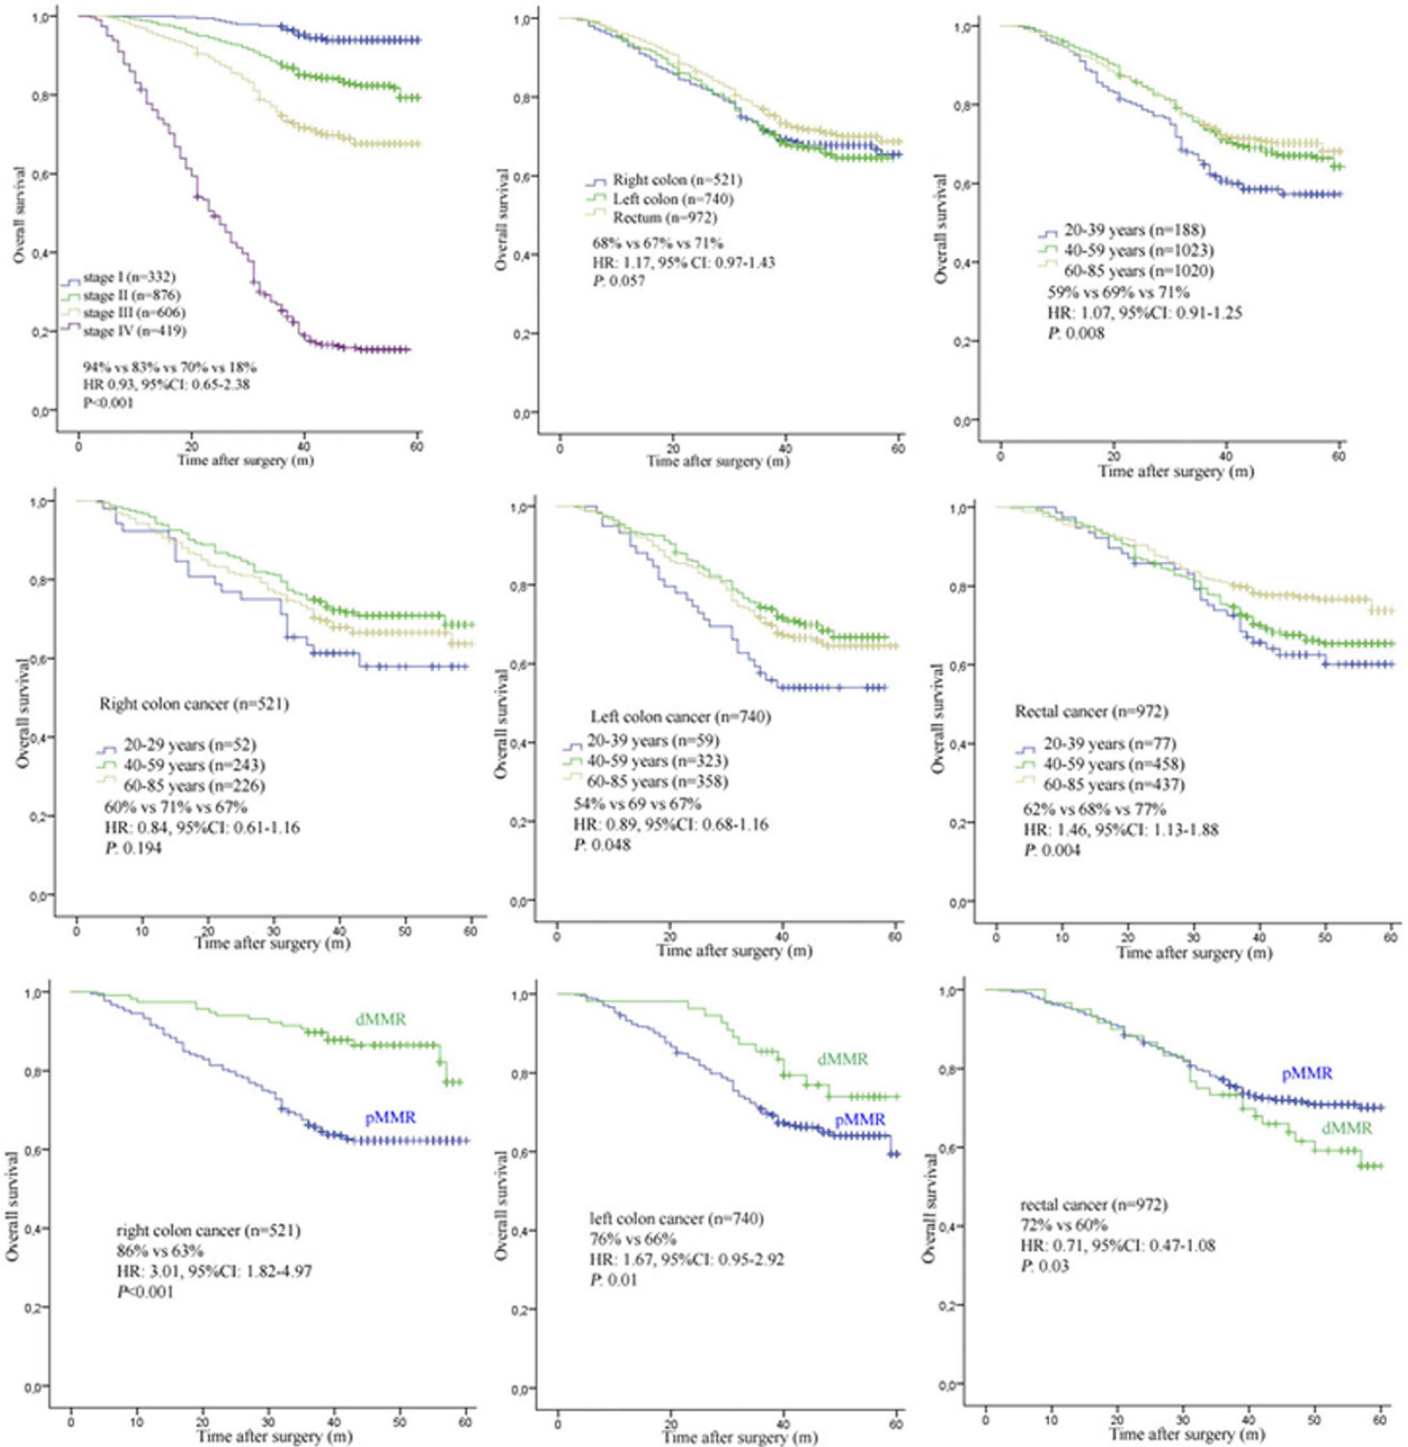 1,0
0,8
0,6
0,4
0,2
0,0
Overall survival
stage I (n=332)
stage II (n=876)
stage III (n=606)
stage IV (n=419)
94% vs 83% vs 70% vs 18%
HR 0.93, 95%CI: 0.65-2.38
P<0.001
0 20 40 60
Time after surgery (m)
1,0
0,8
0,6
0,4
0,2
0,0
Overall survival
Right colon (n=521)
Left colon (n=740)
Rectum (n=972)
68% vs 67% vs 71%
HR: 1.17, 95% CI: 0.97-1.43
P: 0.057
0 20 40 60
Time after surgery (m)
1,0
0,8
0,6
0,4
0,2
0,0
Overall survival
20-39 years (n=188)
40-59 years (n=1023)
60-85 years (n=1020)
59% vs 69% vs 71%
HR: 1.07, 95%CI: 0.91-1.25
P: 0.008
0 20 40 60
Time after surgery (m)
1,0
0,8
0,6
0,4
0,2
0,0
Overall survival
Right colon cancer (n=521)
20-29 years (n=52)
40-59 years (n=243)
60-85 years (n=226)
60% vs 71% vs 67%
HR: 0.84, 95%CI: 0.61-1.16
P: 0.194
0 10 20 30 40 50 60
Time after surgery (m)
1,0
0,8
0,6
0,4
0,2
0,0
Overall survival
Left colon cancer (n=740)
20-39 years (n=59)
40-59 years (n=323)
60-85 years (n=358)
54% vs 69 vs 67%
HR: 0.89, 95%CI: 0.68-1.16
P: 0.048
0 20 40 60
Time after surgery (m)
1,0
0,8
0,6
0,4
0,2
0,0
Overall survival
Rectal cancer (n=972)
20-39 years (n=77)
40-59 years (n=458)
60-85 years (n=437)
62% vs 68% vs 77%
HR: 1.46, 95%CI: 1.13-1.88
P: 0.004
0 10 20 30 40 50 60
Time after surgery (m)
1,0
0,8
0,6
0,4
0,2
0,0
Overall survival
dMMR
pMMR
right colon cancer (n=521)
86% vs 63%
HR: 3.01, 95%CI: 1.82-4.97
P<0.001
0 10 20 30 40 50 60
Time after surgery (m)
1,0
0,8
0,6
0,4
0,2
0,0
Overall survival
dMMR
pMMR
left colon cancer (n=740)
76% vs 66%
HR: 1.67, 95%CI: 0.95-2.92
P: 0.01
0 20 40 60
Time after surgery (m)
1,0
0,8
0,6
0,4
0,2
0,0
Overall survival
pMMR
dMMR
rectal cancer (n=972)
72% vs 60%
HR: 0.71, 95%CI: 0.47-1.08
P: 0.03
0 10 20 30 40 50 60
Time after surgery (m)